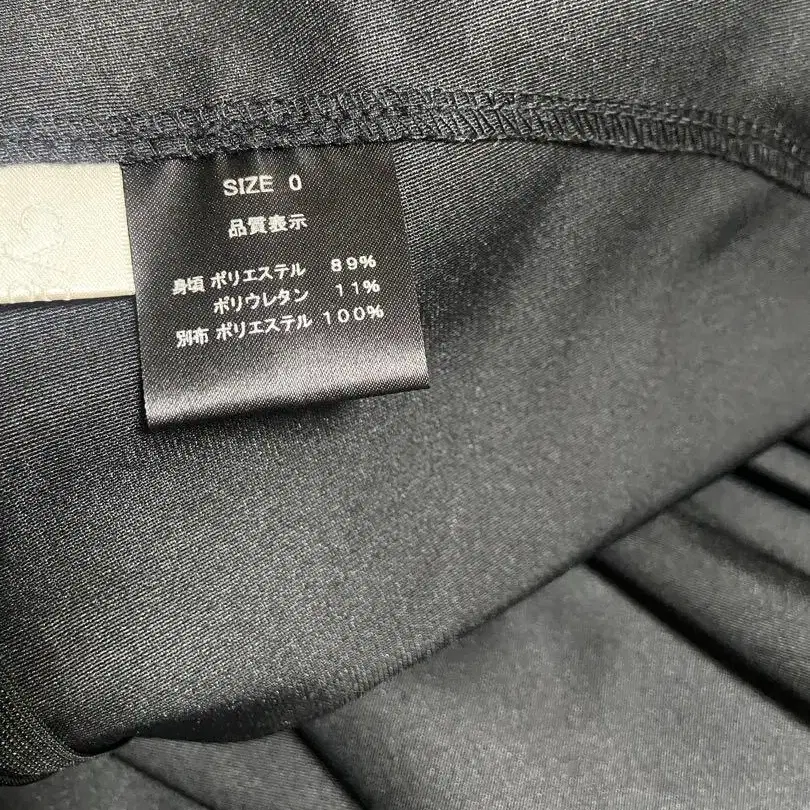 SIZE 0
品質表示
身頃 ポリエステル 89%
ポリウレタン 11%
別布 ポリエステル 100%